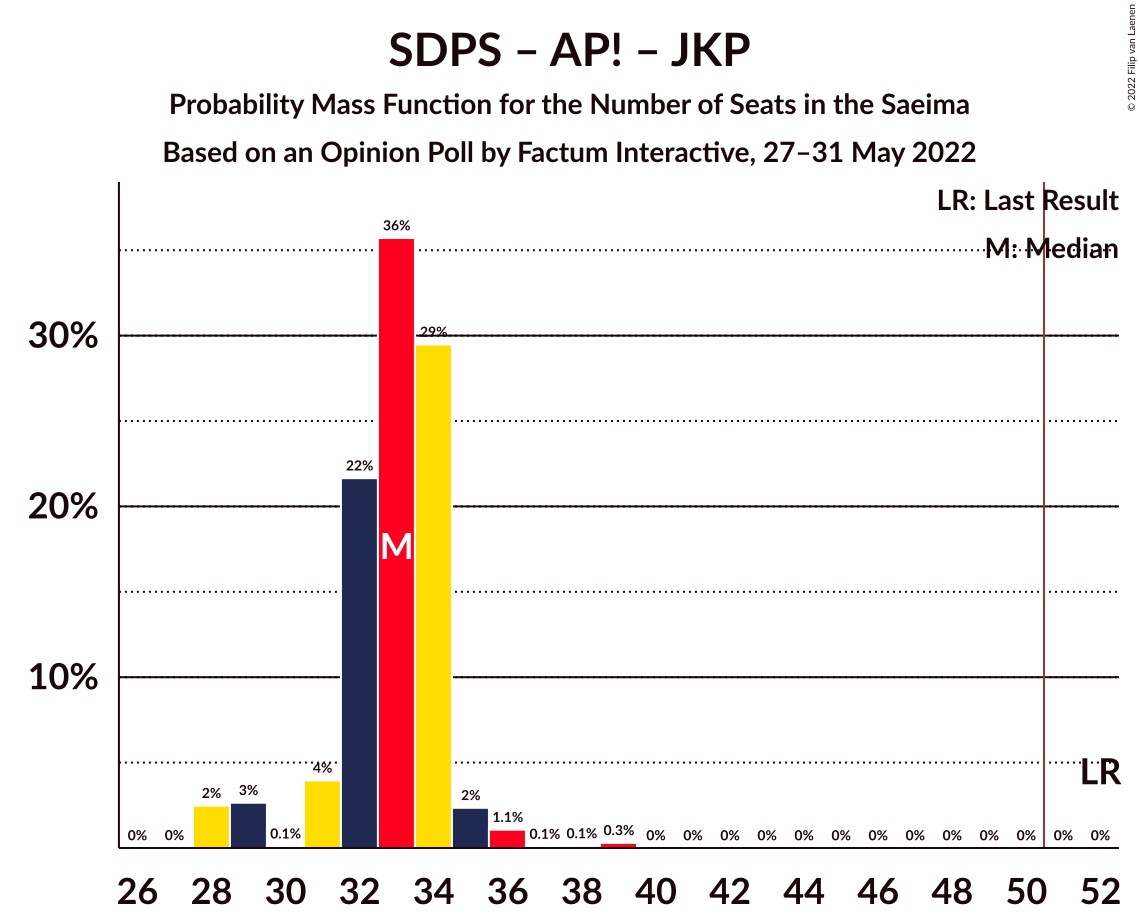 SDPS – AP! – JKP
Probability Mass Function for the Number of Seats in the Saeima
Based on an Opinion Poll by Factum Interactive, 27–31 May 2022
© 2022 Filip van Laenen
LR: Last Result
M: Median
30%
20%
10%
0% 0% 2% 3% 0.1% 4% 22% 36% 29% 2% 1.1% 0.1% 0.1% 0.3% 0% 0% 0% 0% 0% 0% 0% 0% 0% 0% 0% 0% 0%
M
LR
26 28 30 32 34 36 38 40 42 44 46 48 50 52